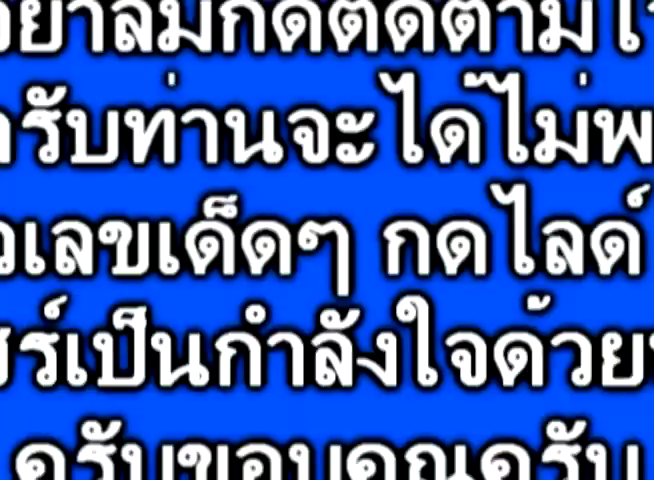 อย่าลืมกดติดตามไว้
ครับท่านจะได้ไม่พ
เลขเด็ดๆ กดไลด์
แชร์เป็นกำลังใจด้วย
ครับขอบคุณครับ